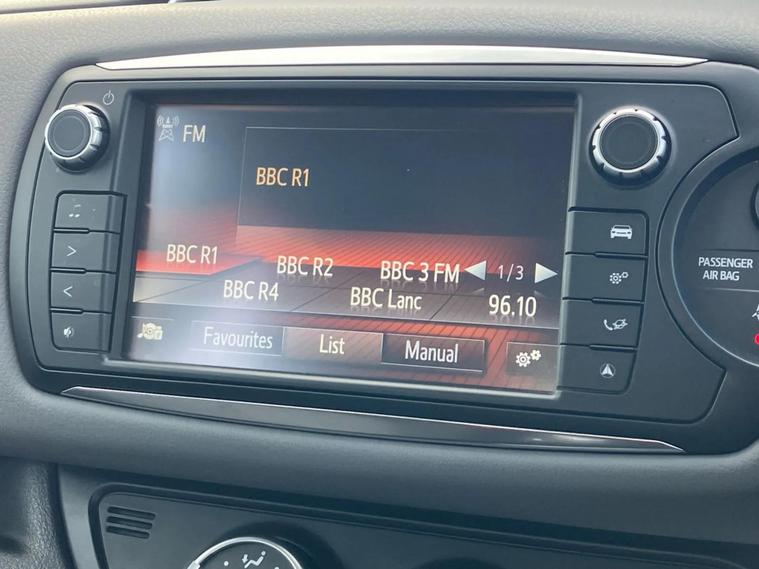 FM
BBC R1
BBC R1 BBC R2 BBC 3 FM 1/3
BBC R4 BBC Lanc 96.10
Favourites List Manual
PASSENGER
AIR BAG